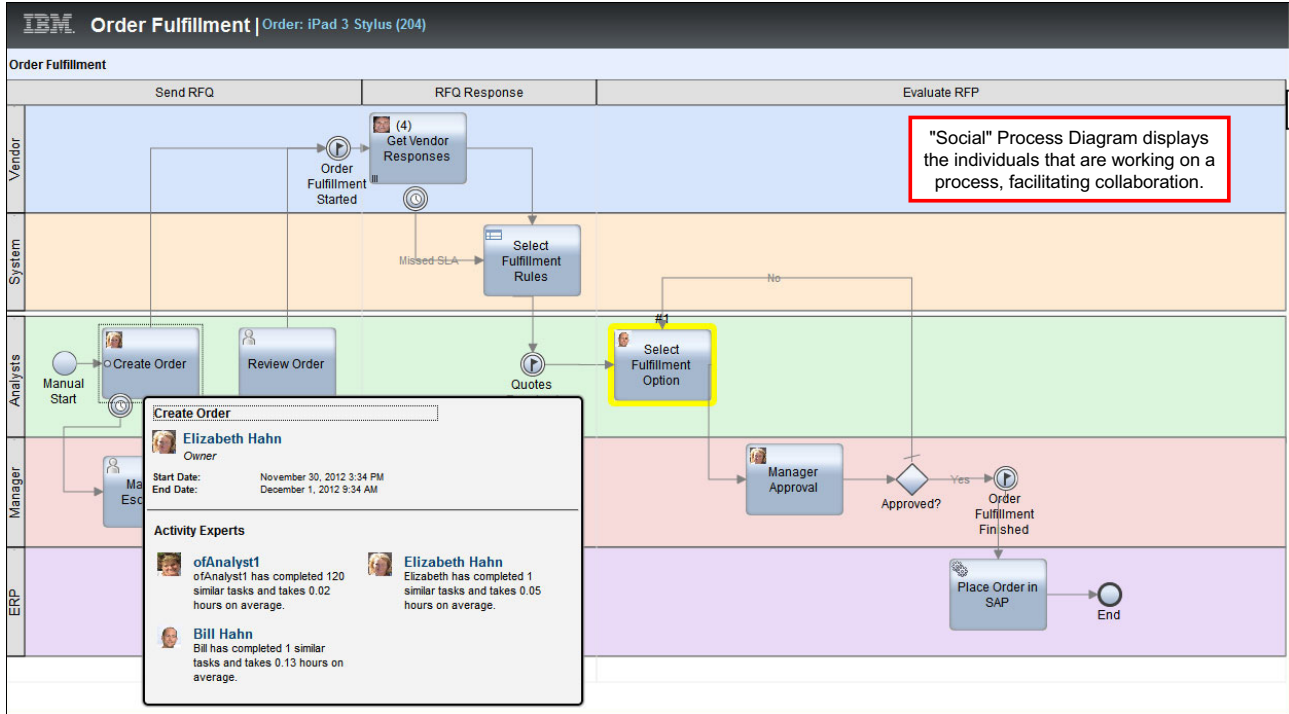 IBM. Order Fulfillment | Order: iPad 3 Stylus (204)
Order Fulfillment
Send RFQ
RFQ Response
Evaluate RFP
Vendor
Order
Fulfillment
Started
(4)
Get Vendor
Responses
"Social" Process Diagram displays
the individuals that are working on a
process, facilitating collaboration.
System
Missed SLA
Select
Fulfillment
Rules
No
Analysts
Manual
Start
Create Order
Review Order
Quotes
#1
Select
Fulfillment
Option
Manager
Ma
Esc
Manager
Approval
Approved?
Yes
Order
Fulfillment
Finished
ERP
Place Order in
SAP
End
Create Order
Elizabeth Hahn
Owner
Start Date: November 30, 2012 3:34 PM
End Date: December 1, 2012 9:34 AM
Activity Experts
ofAnalyst1
ofAnalyst1 has completed 120
similar tasks and takes 0.02
hours on average.
Elizabeth Hahn
Elizabeth has completed 1
similar tasks and takes 0.05
hours on average.
Bill Hahn
Bill has completed 1 similar
tasks and takes 0.13 hours on
average.